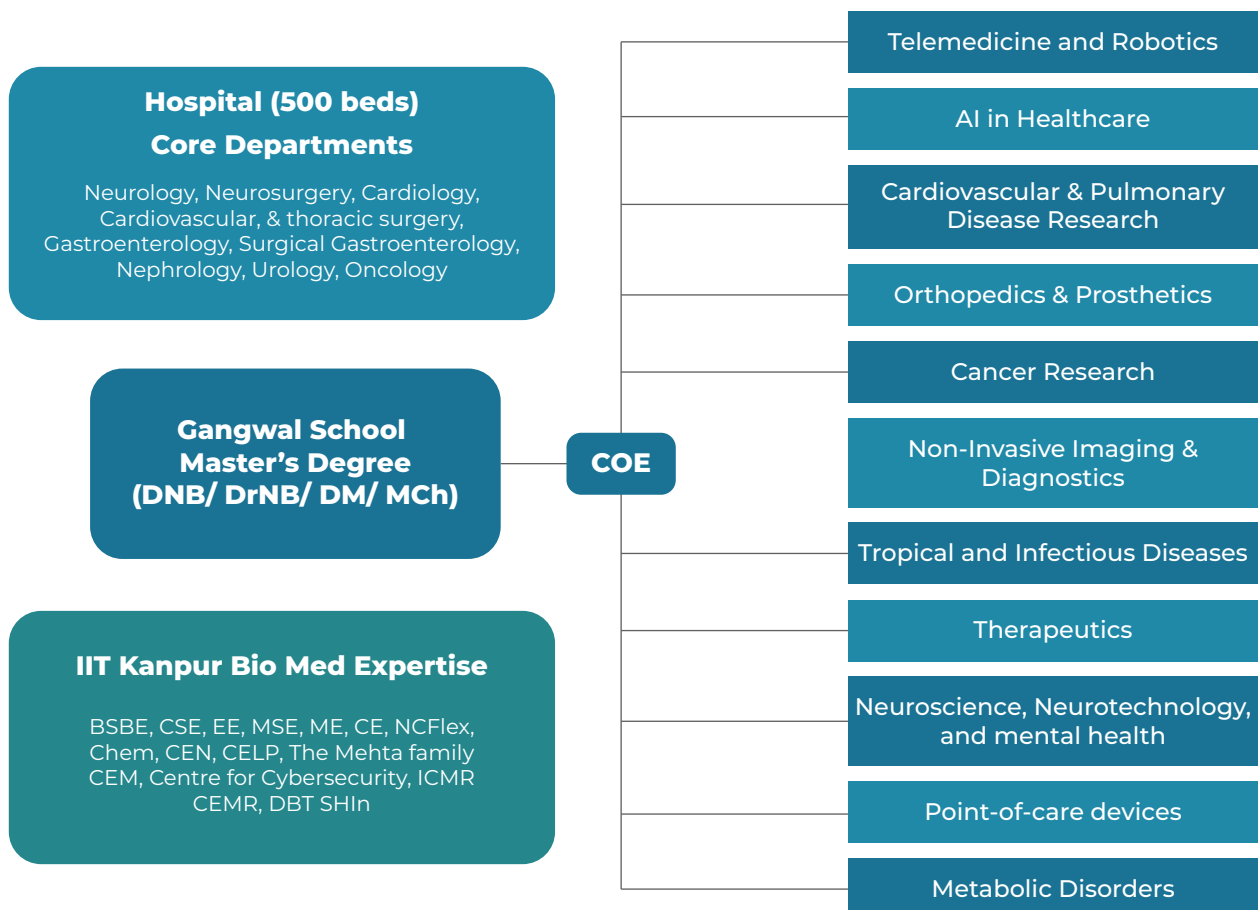 Hospital (500 beds)
Core Departments
Neurology, Neurosurgery, Cardiology,
Cardiovascular, & thoracic surgery,
Gastroenterology, Surgical Gastroenterology,
Nephrology, Urology, Oncology
Gangwal School
Master’s Degree
(DNB/ DrNB/ DM/ MCh)
IIT Kanpur Bio Med Expertise
BSBE, CSE, EE, MSE, ME, CE, NCFlex,
Chem, CEN, CELP, The Mehta family
CEM, Centre for Cybersecurity, ICMR
CEMR, DBT SHIn
COE
Telemedicine and Robotics
AI in Healthcare
Cardiovascular & Pulmonary
Disease Research
Orthopedics & Prosthetics
Cancer Research
Non-Invasive Imaging &
Diagnostics
Tropical and Infectious Diseases
Therapeutics
Neuroscience, Neurotechnology,
and mental health
Point-of-care devices
Metabolic Disorders